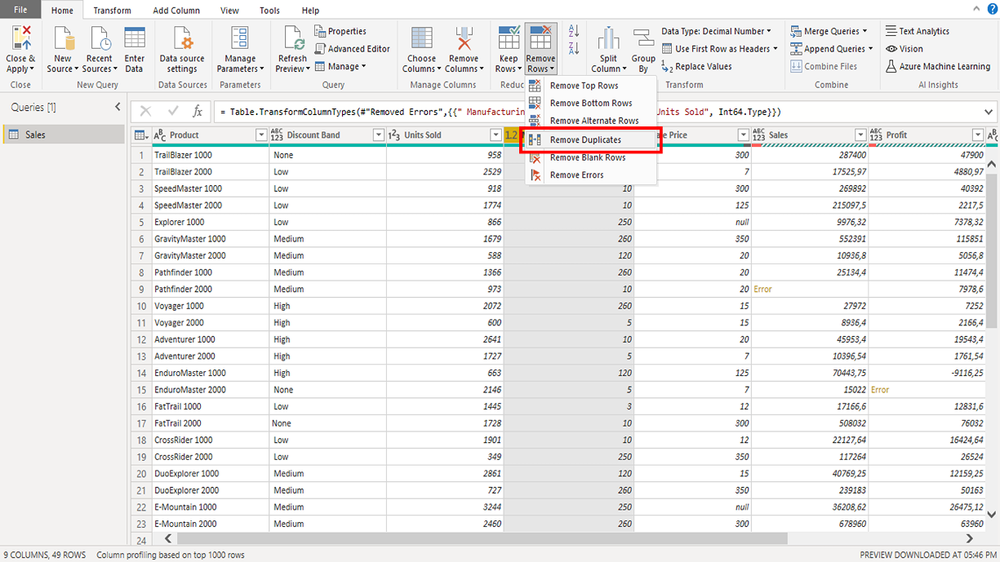 File Home Transform Add Column View Tools Help
Close & Apply
Close
New Source
Recent Sources
Enter Data
New Query
Data source settings
Data Sources
Manage Parameters
Parameters
Refresh Preview
Properties
Advanced Editor
Manage
Query
Choose Columns
Remove Columns
Manage Columns
Keep Rows
Remove Rows
Reduc
A Z
Z A
Split Column
Group By
Data Type: Decimal Number
Use First Row as Headers
1 2 Replace Values
Transform
Merge Queries
Append Queries
Combine Files
Combine
Text Analytics
Vision
Azure Machine Learning
AI Insights
Remove Top Rows
Remove Bottom Rows
Remove Alternate Rows
Remove Duplicates
Remove Blank Rows
Remove Errors
Queries [1]
Sales
fx = Table.TransformColumnTypes(#"Removed Errors",{{" Manufacturin Units Sold", Int64.Type}})
ABC Product ABC 123 Discount Band 123 Units Sold 1.2 e Price ABC 123 Sales ABC 123 Profit
1 TrailBlazer 1000 None 958 300 287400 47900
2 TrailBlazer 2000 Low 2529 7 17525,97 4880,97
3 SpeedMaster 1000 Low 918 10 300 269892 40392
4 SpeedMaster 2000 Low 1774 10 125 215097,5 2217,5
5 Explorer 1000 Low 866 250 null 9976,32 7378,32
6 GravityMaster 1000 Medium 1679 260 350 552391 115851
7 GravityMaster 2000 Medium 588 120 20 10936,8 5056,8
8 Pathfinder 1000 Medium 1366 260 20 25134,4 11474,4
9 Pathfinder 2000 Medium 973 10 20 Error 7978,6
10 Voyager 1000 High 2072 260 15 27972 7252
11 Voyager 2000 High 600 5 15 8936,4 2166,4
12 Adventurer 1000 High 2641 10 20 45953,4 19543,4
13 Adventurer 2000 High 1727 5 7 10396,54 1761,54
14 EnduroMaster 1000 High 663 120 125 70443,75 -9116,25
15 EnduroMaster 2000 None 2146 5 7 15022 Error
16 FatTrail 1000 Low 1445 3 12 17166,6 12831,6
17 FatTrail 2000 None 1728 10 300 508032 76032
18 CrossRider 1000 Low 1901 10 12 22127,64 16424,64
19 CrossRider 2000 Low 349 250 350 117264 26524
20 DuoExplorer 1000 Medium 2861 120 15 40769,25 12159,25
21 DuoExplorer 2000 Medium 727 260 350 239183 50163
22 E-Mountain 1000 Medium 3244 250 null 36208,62 26475,12
23 E-Mountain 2000 Medium 2460 260 300 678960 63960
24
9 COLUMNS, 49 ROWS Column profiling based on top 1000 rows PREVIEW DOWNLOADED AT 05:46 PM